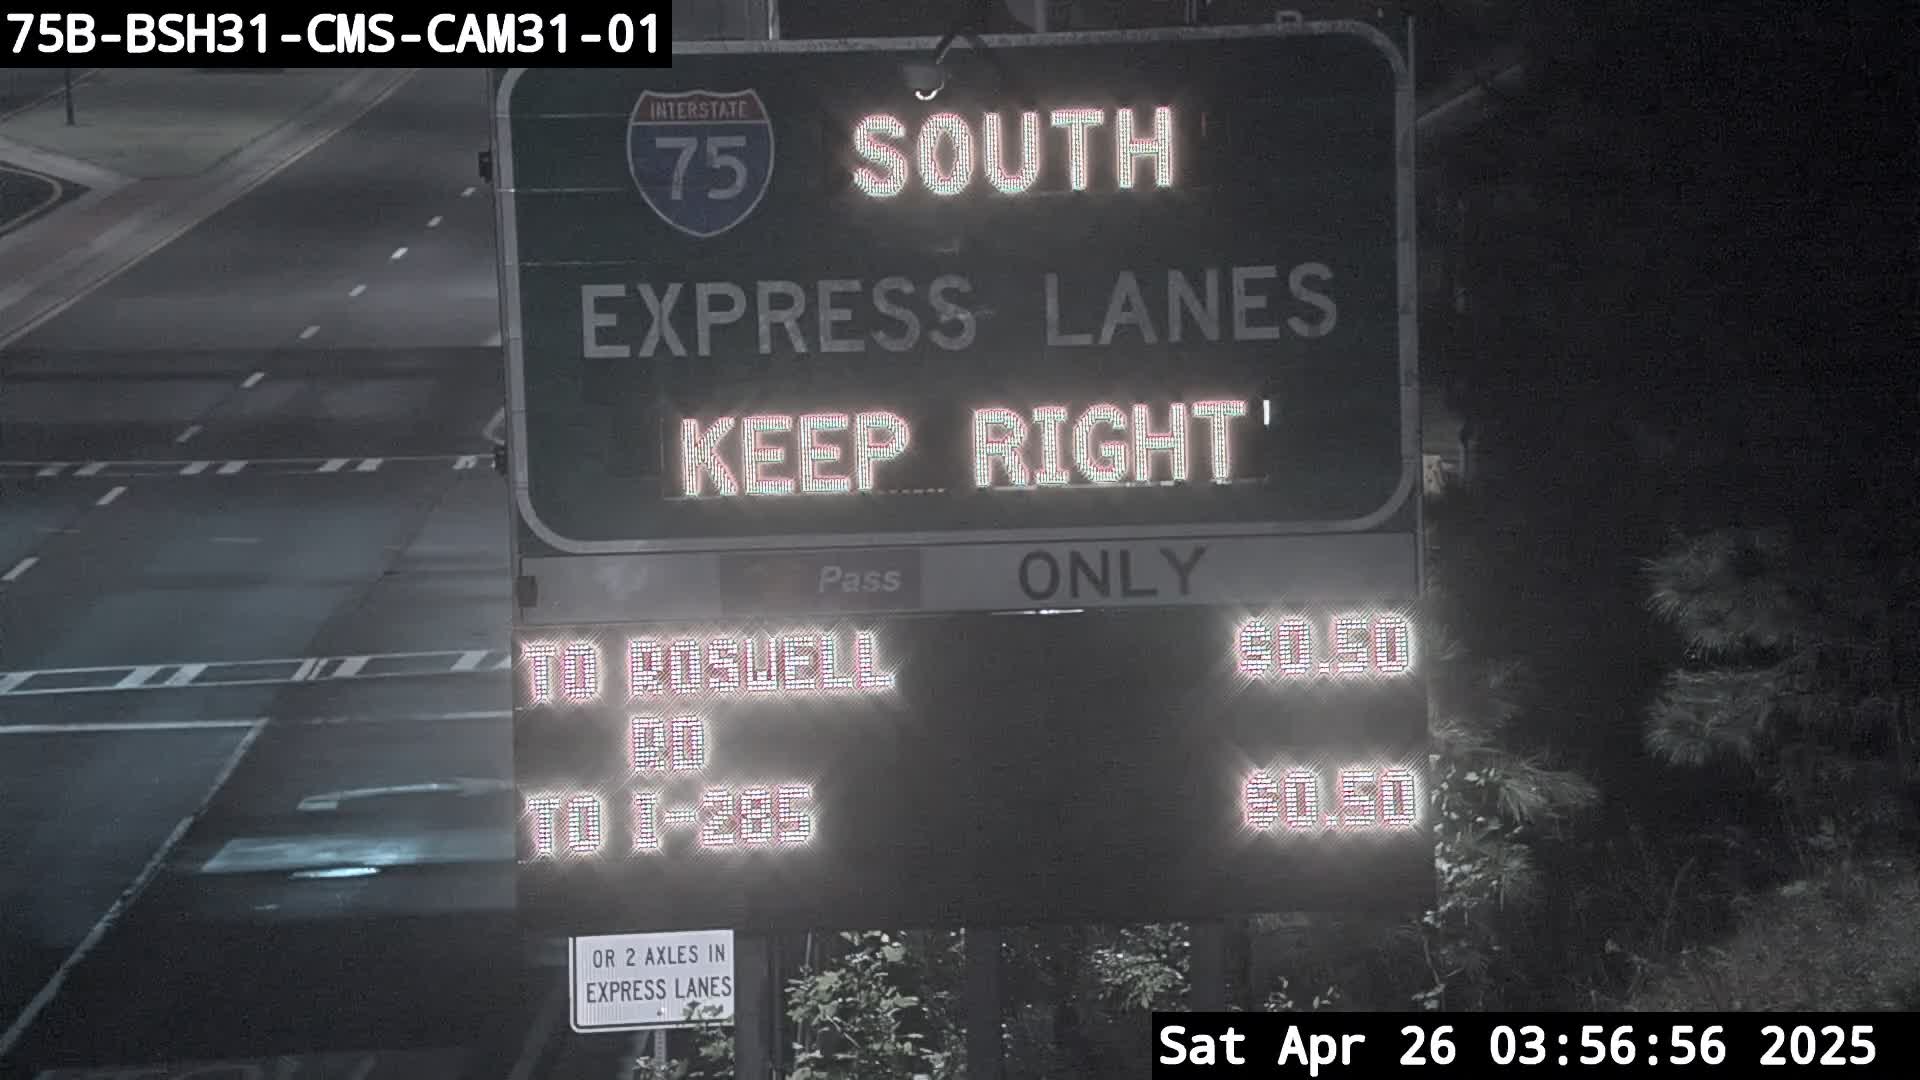 75B-BSH31-CMS-CAM31-01
INTERSTATE
75
SOUTH
EXPRESS LANES
KEEP RIGHT
Pass ONLY
TO ROSWELL $0.50
RD
TO I-285 $0.50
OR 2 AXLES IN
EXPRESS LANES
Sat Apr 26 03:56:56 2025